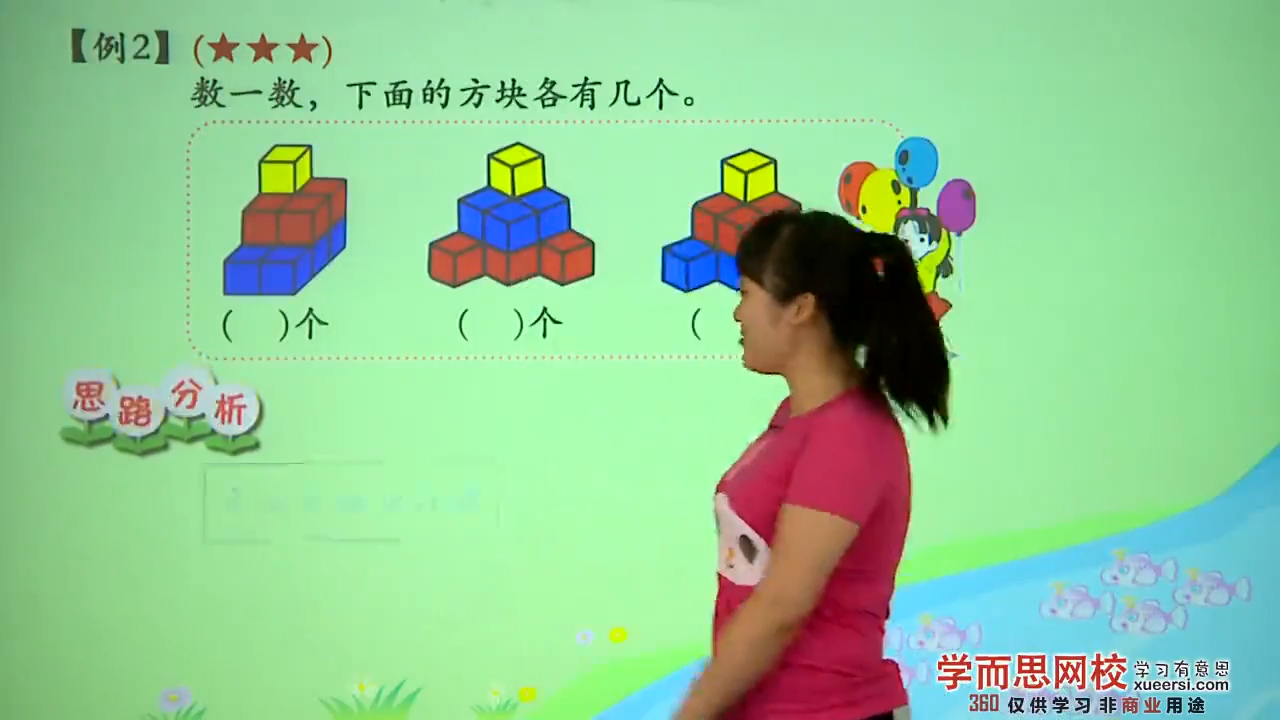 【例2】(★★★)
数一数，下面的方块各有几个。
( )个 ( )个 (
思路分析
学而思网校 学习有意思
xueersi.com
360 仅供学习 非商业用途